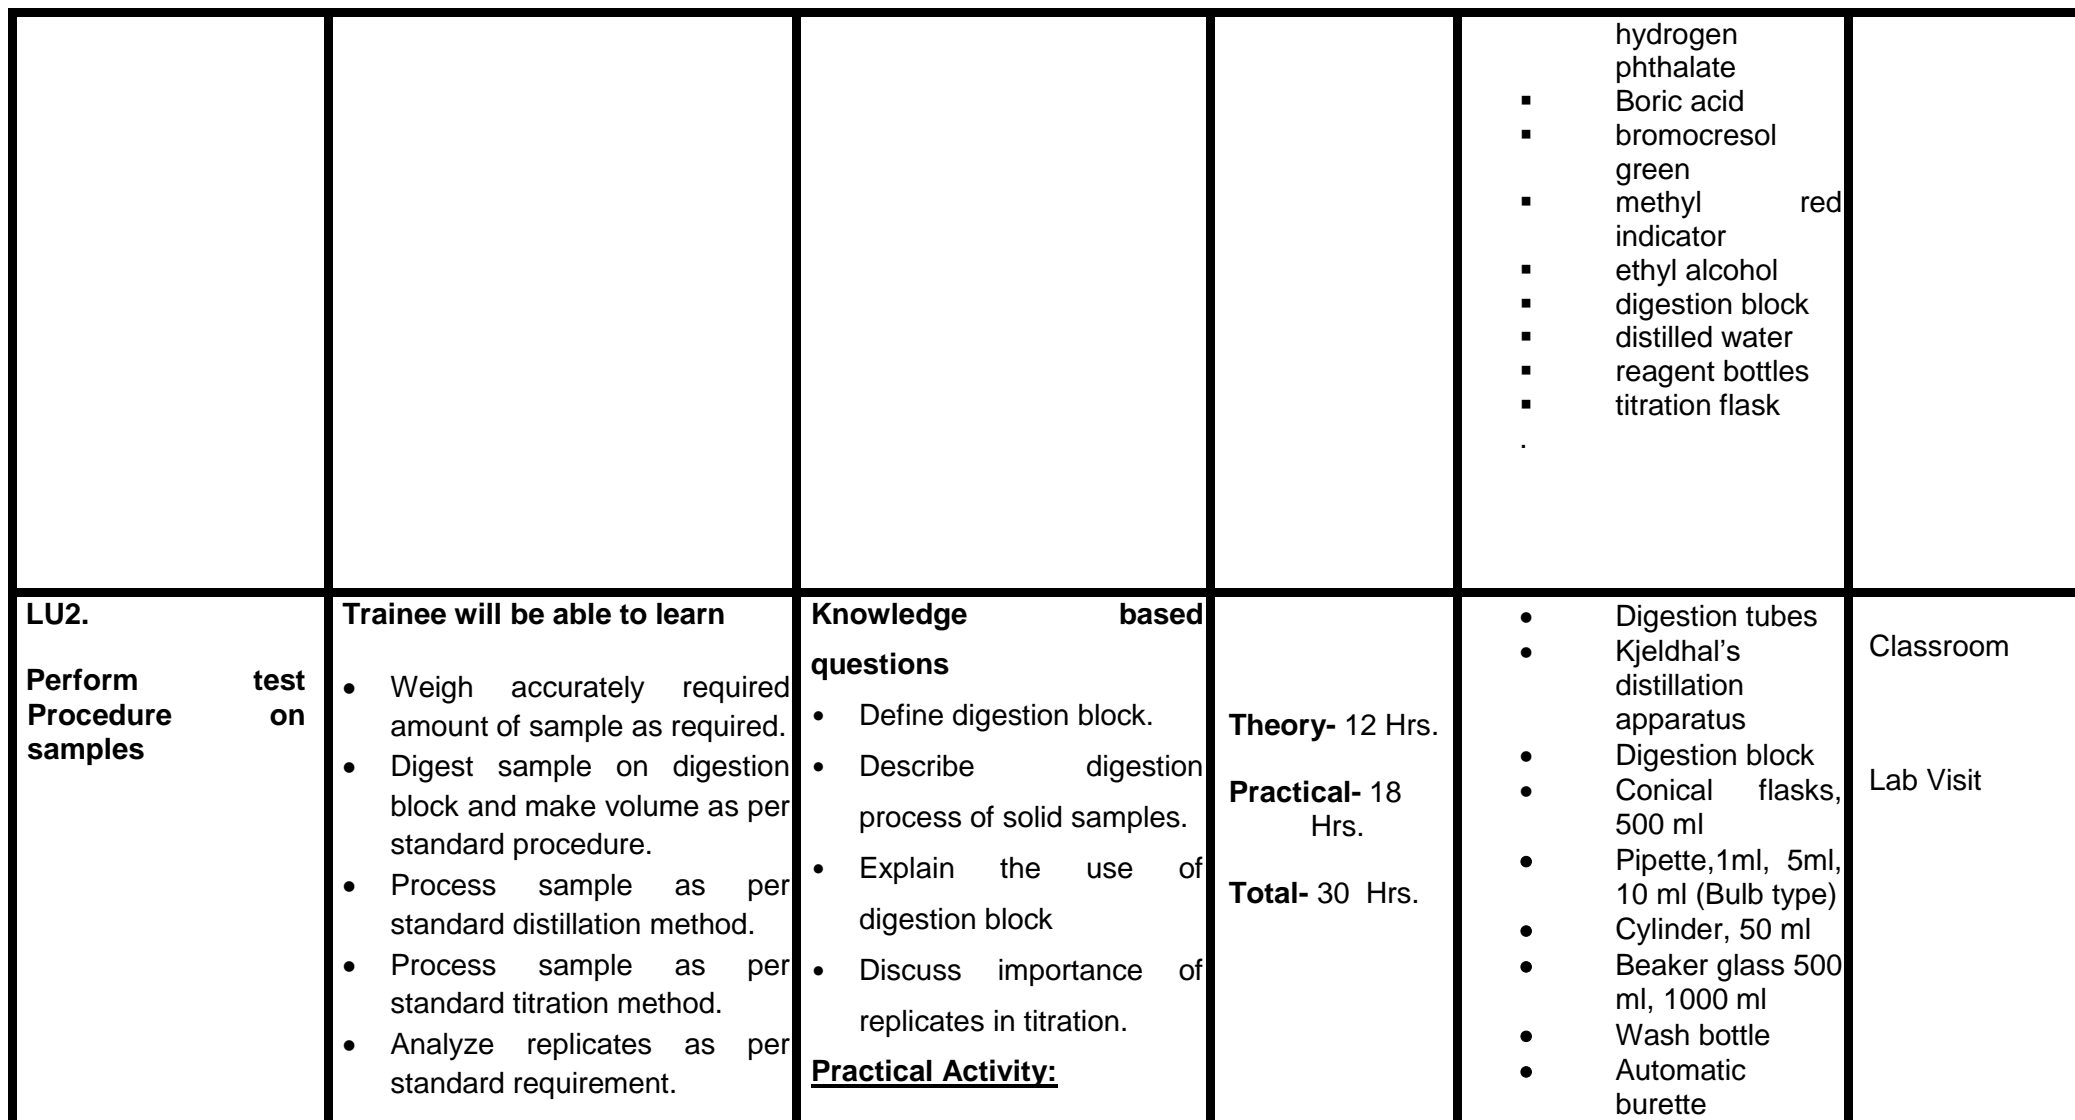 hydrogen
phthalate
▪ Boric acid
▪ bromocresol
green
▪ methyl red
indicator
▪ ethyl alcohol
▪ digestion block
▪ distilled water
▪ reagent bottles
▪ titration flask
.
LU2.
Perform test
Procedure on
samples
Trainee will be able to learn
• Weigh accurately required
amount of sample as required.
• Digest sample on digestion
block and make volume as per
standard procedure.
• Process sample as per
standard distillation method.
• Process sample as per
standard titration method.
• Analyze replicates as per
standard requirement.
Knowledge based
questions
• Define digestion block.
• Describe digestion
process of solid samples.
• Explain the use of
digestion block
• Discuss importance of
replicates in titration.
Practical Activity:
Theory- 12 Hrs.
Practical- 18
Hrs.
Total- 30 Hrs.
• Digestion tubes
• Kjeldhal’s
distillation
apparatus
• Digestion block
• Conical flasks,
500 ml
• Pipette,1ml, 5ml,
10 ml (Bulb type)
• Cylinder, 50 ml
• Beaker glass 500
ml, 1000 ml
• Wash bottle
• Automatic
burette
Classroom
Lab Visit